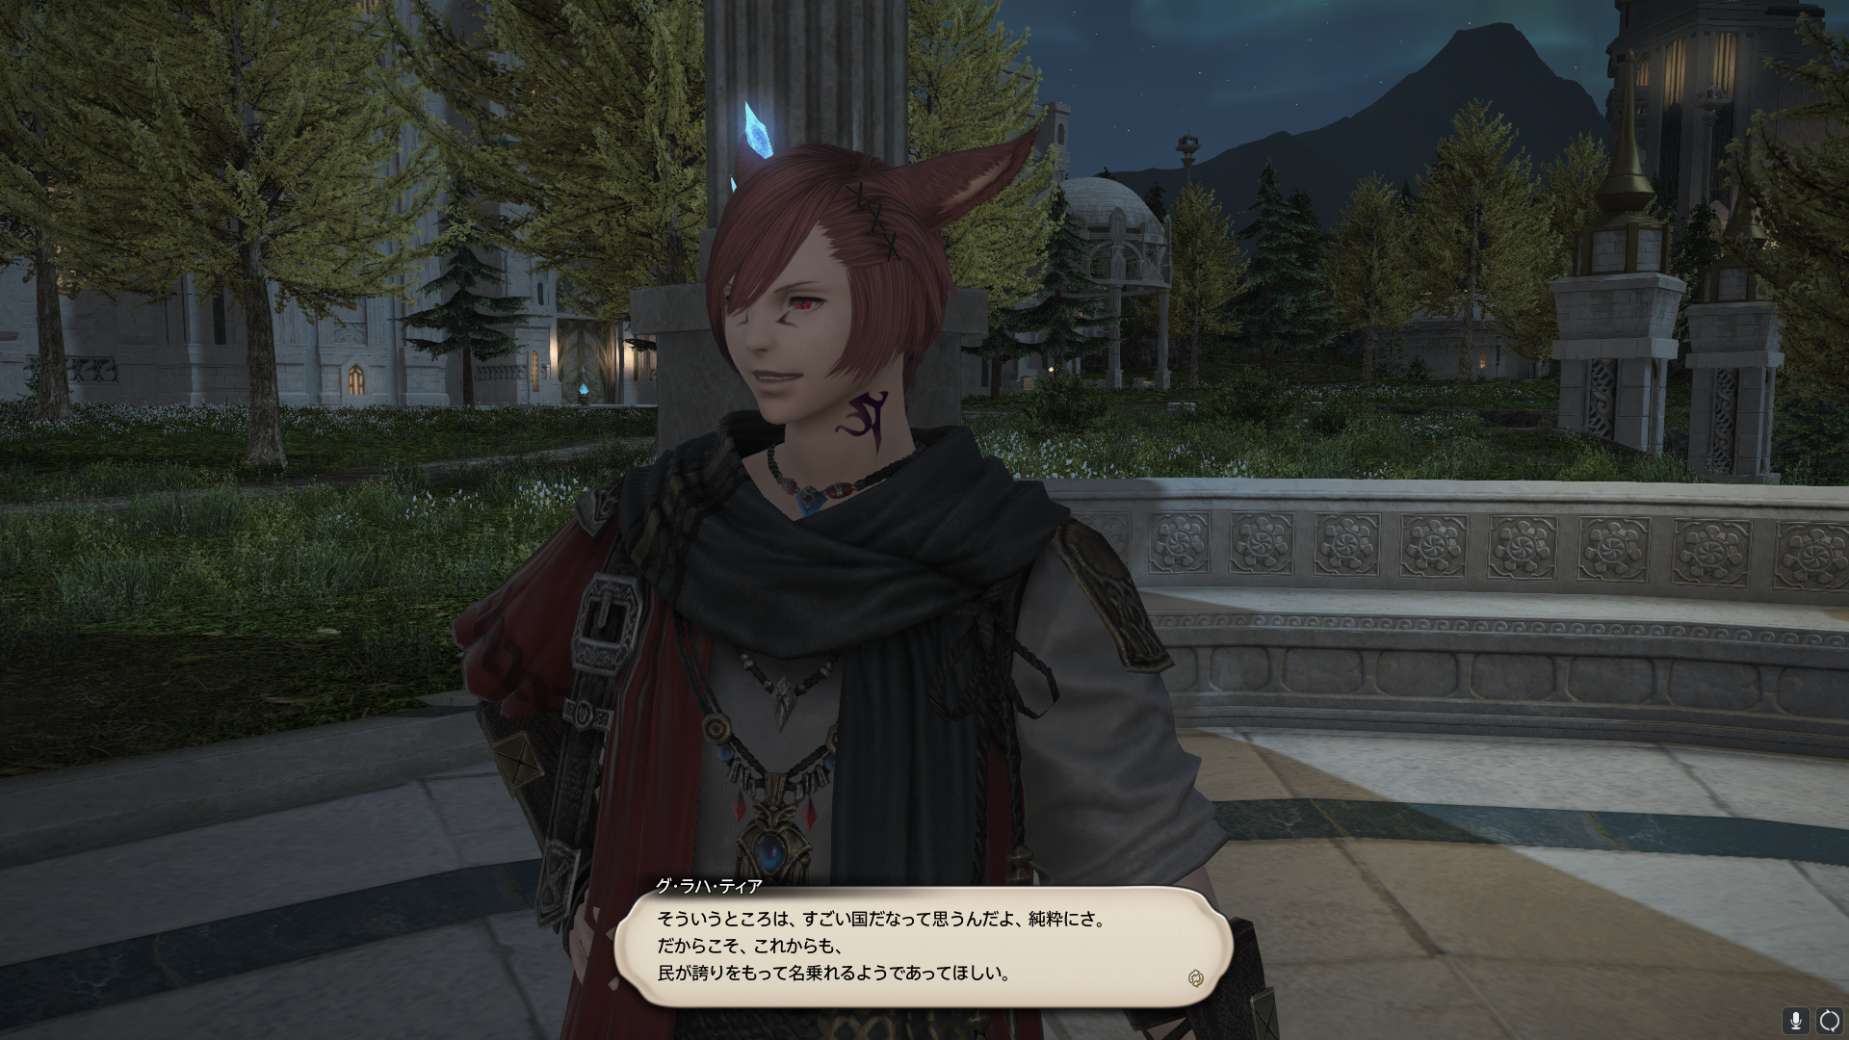 グ・ラハ・ティア
そういうところは、すごい国だなって思うんだよ、純粋にさ。
だからこそ、これからも、
民が誇りをもって名乗れるようであってほしい。